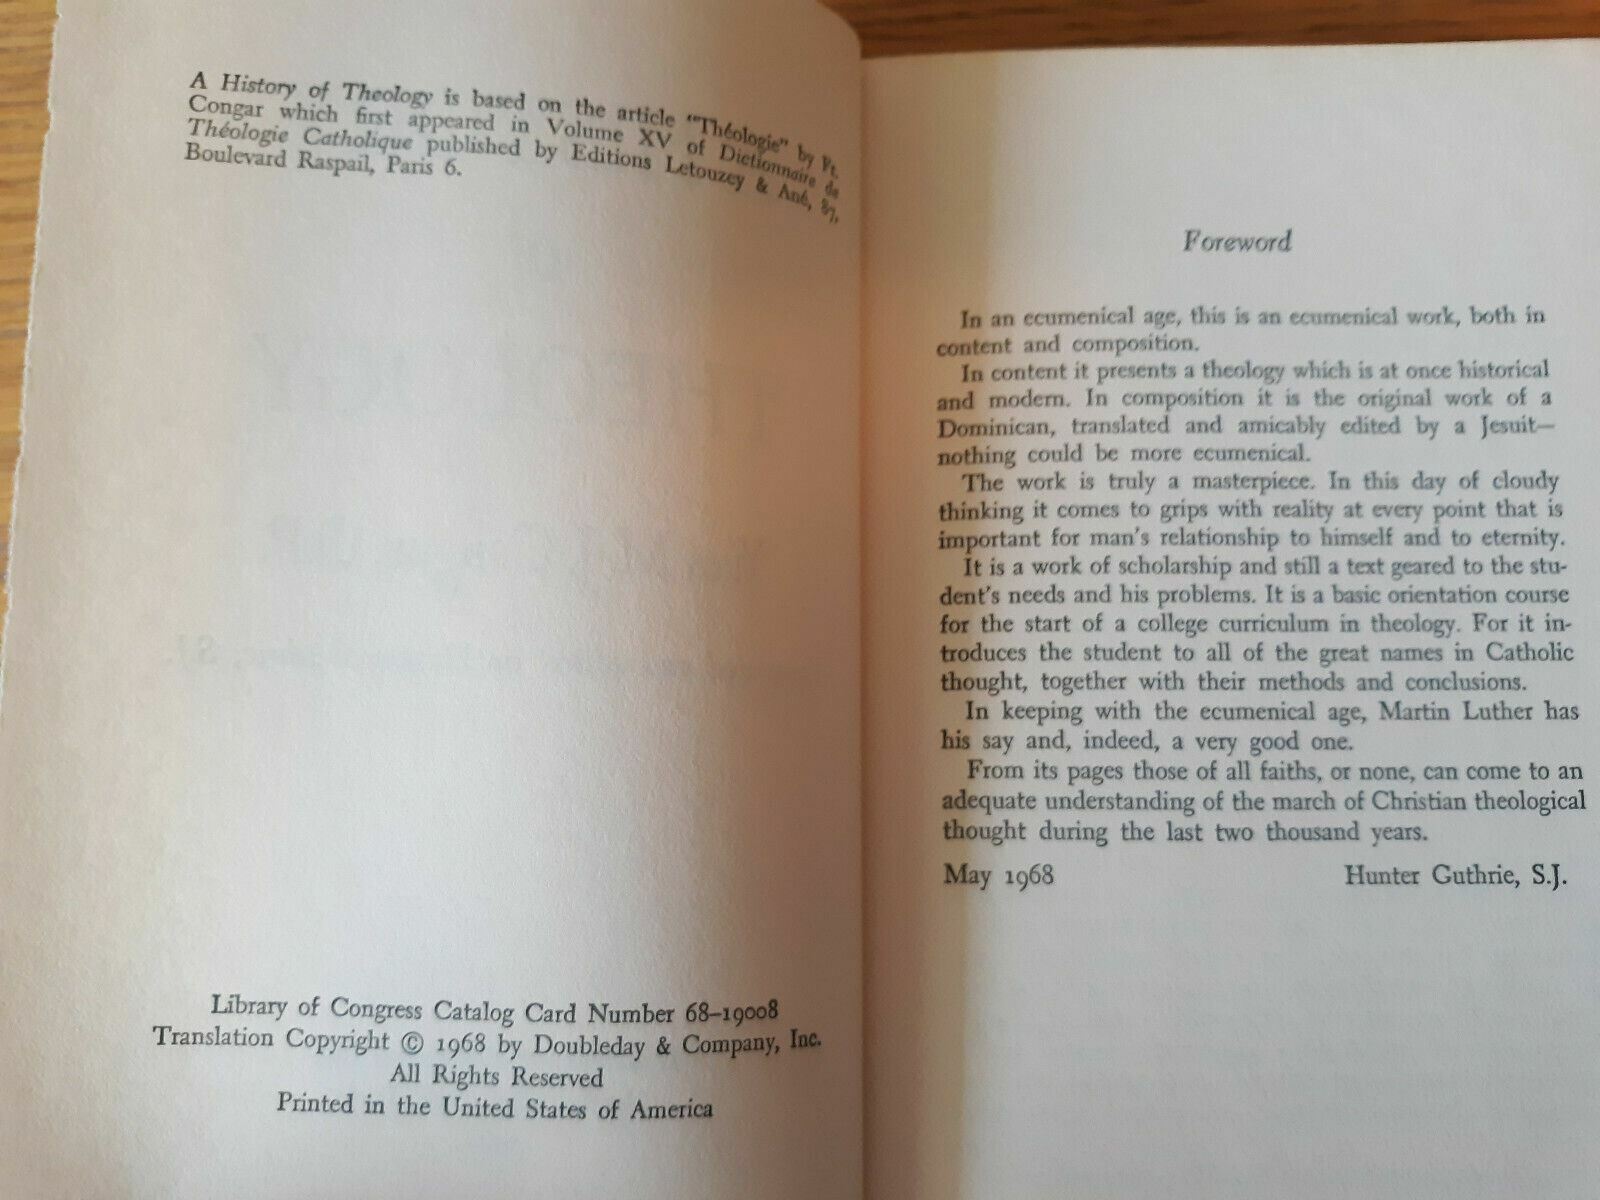 A History of Theology is based on the article "Théologie" by Fr.
Congar which first appeared in Volume XV of Dictionnaire de
Théologie Catholique published by Editions Letouzey & Ané, 87,
Boulevard Raspail, Paris 6.
Library of Congress Catalog Card Number 68–19008
Translation Copyright © 1968 by Doubleday & Company, Inc.
All Rights Reserved
Printed in the United States of America
Foreword
In an ecumenical age, this is an ecumenical work, both in
content and composition.
In content it presents a theology which is at once historical
and modern. In composition it is the original work of a
Dominican, translated and amicably edited by a Jesuit—
nothing could be more ecumenical.
The work is truly a masterpiece. In this day of cloudy
thinking it comes to grips with reality at every point that is
important for man's relationship to himself and to eternity.
It is a work of scholarship and still a text geared to the stu-
dent's needs and his problems. It is a basic orientation course
for the start of a college curriculum in theology. For it in-
troduces the student to all of the great names in Catholic
thought, together with their methods and conclusions.
In keeping with the ecumenical age, Martin Luther has
his say and, indeed, a very good one.
From its pages those of all faiths, or none, can come to an
adequate understanding of the march of Christian theological
thought during the last two thousand years.
May 1968 Hunter Guthrie, S.J.